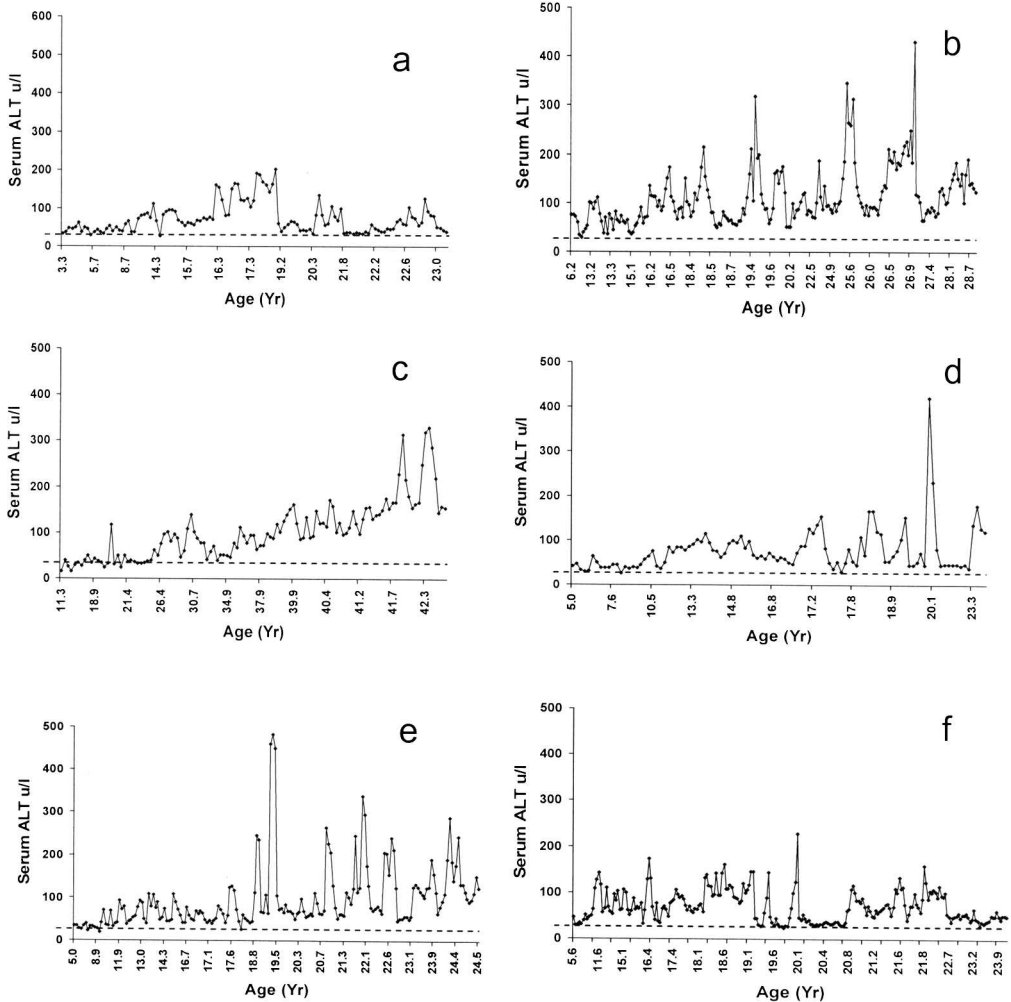 a
Serum ALT u/l
600
500
400
300
200
100
0
3.3 5.7 8.7 14.3 15.7 16.3 17.3 19.2 20.3 21.8 22.2 22.6 23.0
Age (Yr)
b
Serum ALT u/l
500
400
300
200
100
0
6.2 13.2 13.3 15.1 16.2 16.5 18.4 18.5 18.7 19.4 19.6 20.2 22.5 24.9 25.6 26.0 26.5 26.9 27.4 28.1 28.7
Age (Yr)
c
Serum ALT u/l
500
400
300
200
100
0
11.3 18.9 21.4 26.4 30.7 34.9 37.9 39.9 40.4 41.2 41.7 42.3
Age (Yr)
d
Serum ALT u/l
500
400
300
200
100
0
5.0 7.6 10.5 13.3 14.8 16.8 17.2 17.8 18.9 20.1 23.3
Age (Yr)
e
Serum ALT u/l
500
400
300
200
100
0
5.0 8.9 11.9 13.0 14.3 16.7 17.1 17.6 18.8 19.5 20.3 20.7 21.3 22.1 22.6 23.1 23.9 24.4 24.5
Age (Yr)
f
Serum ALT u/l
500
400
300
200
100
0
5.6 11.6 15.1 16.4 17.4 18.2 18.6 19.1 19.6 20.1 20.4 20.8 21.2 21.6 21.8 22.7 23.2 23.9
Age (Yr)